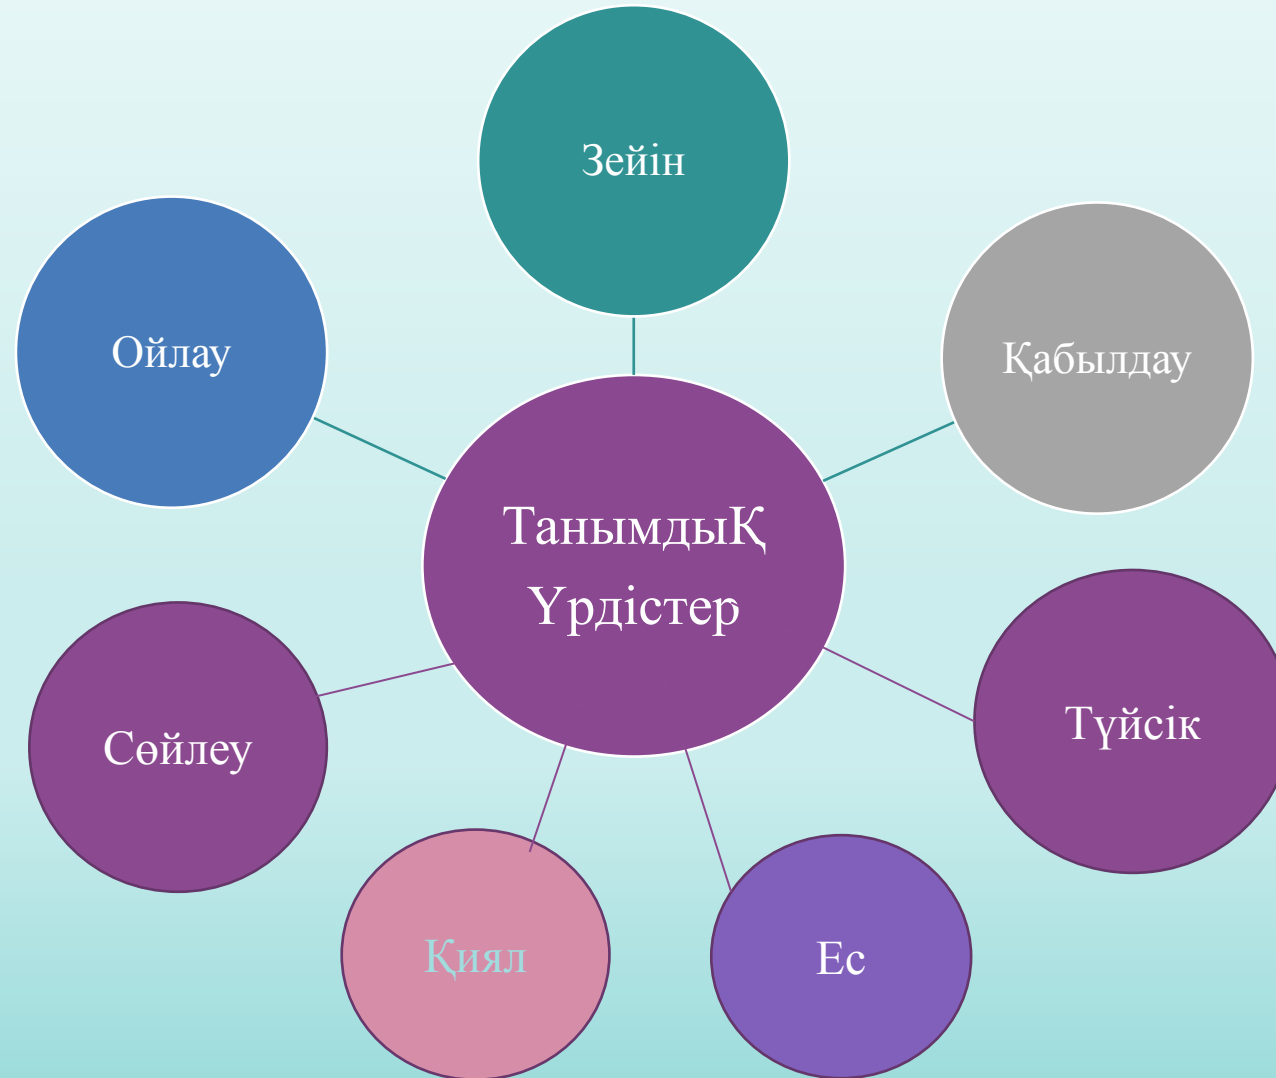 Зейін
Ойлау
Қабылдау
ТанымдыҚ
Үрдістер
Түйсік
Сөйлеу
Қиял
Ес